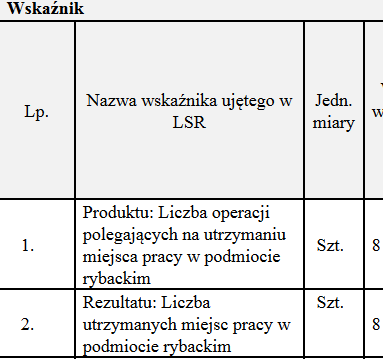 Wskaźnik
Lp.
Nazwa wskaźnika ujętego w
LSR
Jedn.
miary
w
1.
Produktu: Liczba operacji
polegających na utrzymaniu
miejsca pracy w podmiocie
rybackim
Szt.
8
2.
Rezultatu: Liczba
utrzymanych miejsc pracy w
podmiocie rybackim
Szt.
8